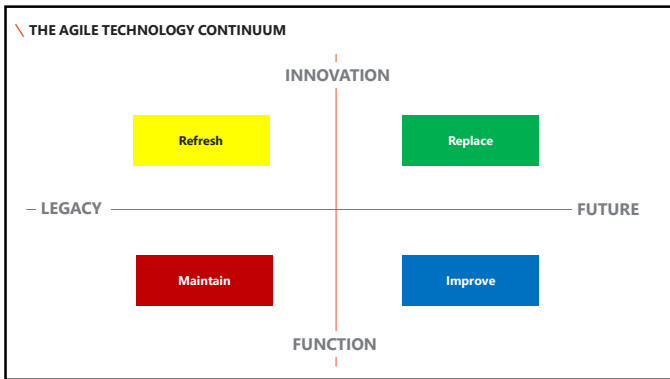 THE AGILE TECHNOLOGY CONTINUUM
INNOVATION
Refresh
Replace
LEGACY
FUTURE
Maintain
Improve
FUNCTION